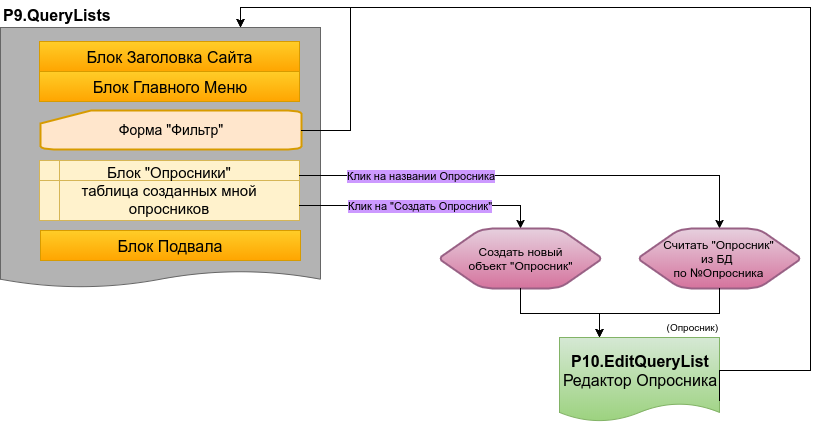 P9.QueryLists
Блок Заголовка Сайта
Блок Главного Меню
Форма "Фильтр"
Блок "Опросники"
таблица созданных мной
опросников
Блок Подвала
Клик на названии Опросника
Клик на "Создать Опросник"
Создать новый
объект "Опросник"
Считать "Опросник"
из БД
по №Опросника
(Опросник)
P10.EditQueryList
Редактор Опросника